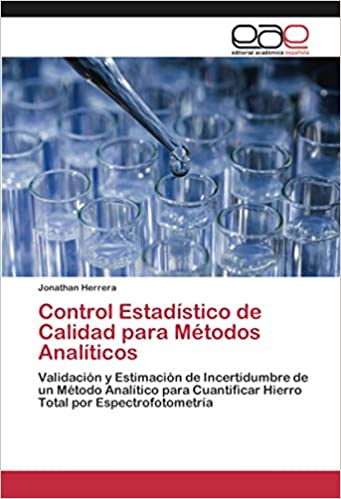 eae
editorial académica española
Jonathan Herrera
Control Estadístico de
Calidad para Métodos
Analíticos
Validación y Estimación de Incertidumbre de
un Método Analítico para Cuantificar Hierro
Total por Espectrofotometría